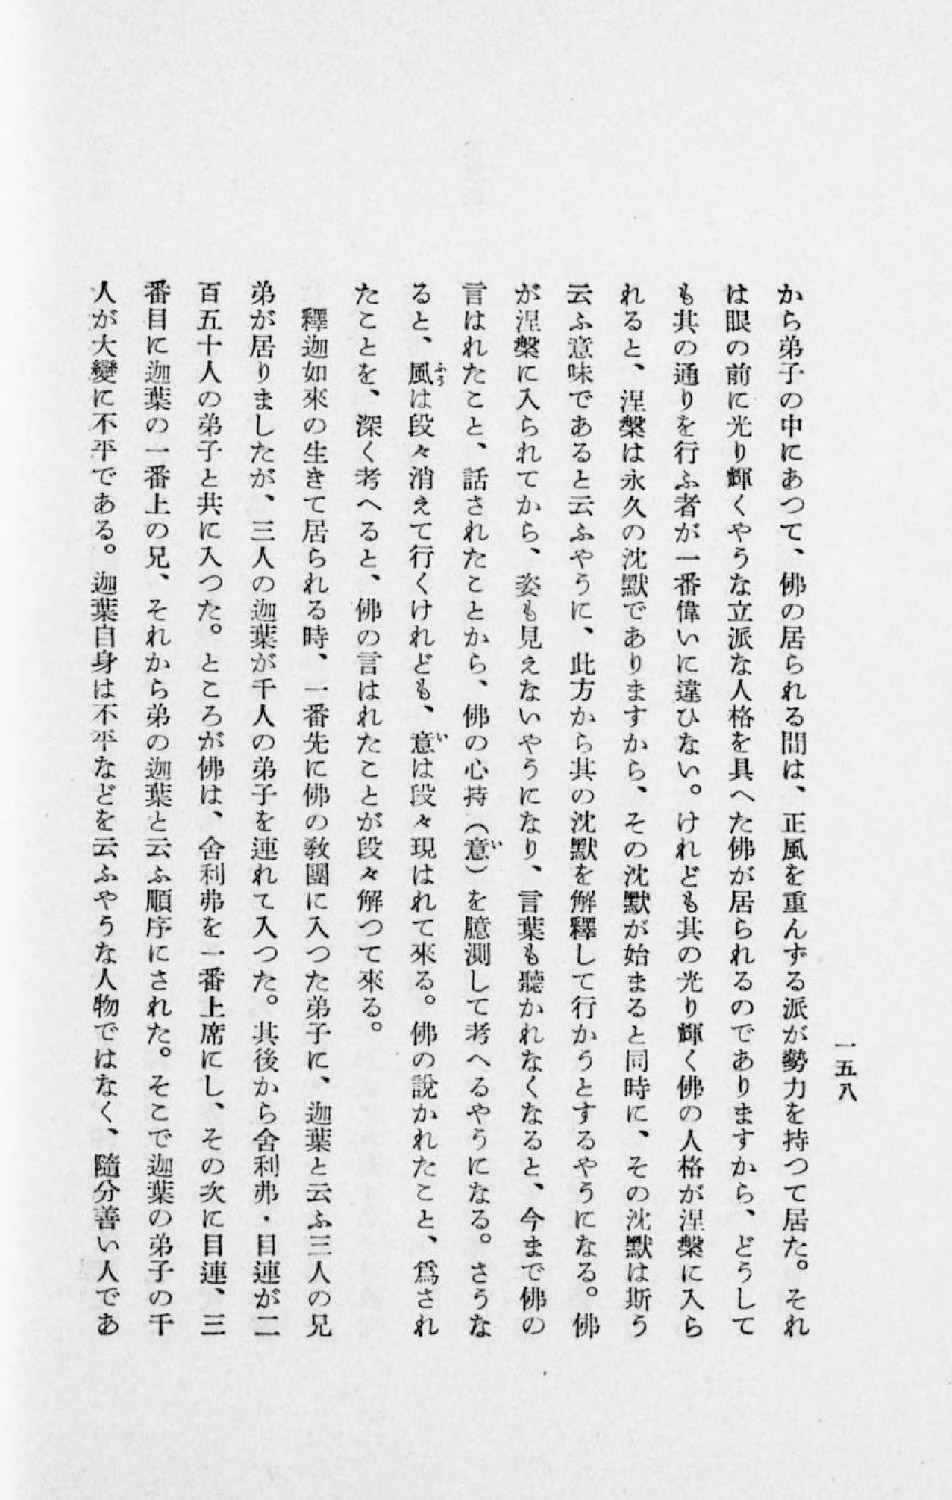 一五八
から弟子の中にあつて、佛の居られる間は、正風を重んずる派が勢力を持つて居た。それ
は眼の前に光り輝くやうな立派な人格を具へた佛が居られるのでありますから、どうして
も其の通りを行ふ者が一番偉いに違ひない。けれども其の光り輝く佛の人格が涅槃に入ら
れると、涅槃は永久の沈默でありますから、その沈默が始まると同時に、その沈默は斯う
云ふ意味であると云ふやうに、此方から其の沈默を解釋して行かうとするやうになる。佛
が涅槃に入られてから、姿も見えないやうになり、言葉も聽かれなくなると、今まで佛の
言はれたこと、話されたことから、佛の心持（意）を臆測して考へるやうになる。さうな
ると、風は段々消えて行くけれども、意は段々現はれて來る。佛の說かれたこと、爲され
たことを、深く考へると、佛の言はれたことが段々解つて來る。
釋迦如來の生きて居られる時、一番先に佛の敎團に入つた弟子に、迦葉と云ふ三人の兄
弟が居りましたが、三人の迦葉が千人の弟子を連れて入つた。其後から舍利弗・目連が二
百五十人の弟子と共に入つた。ところが佛は、舍利弗を一番上席にし、その次に目連、三
番目に迦葉の一番上の兄、それから弟の迦葉と云ふ順序にされた。そこで迦葉の弟子の千
人が大變に不平である。迦葉自身は不平などを云ふやうな人物ではなく、隨分善い人であ